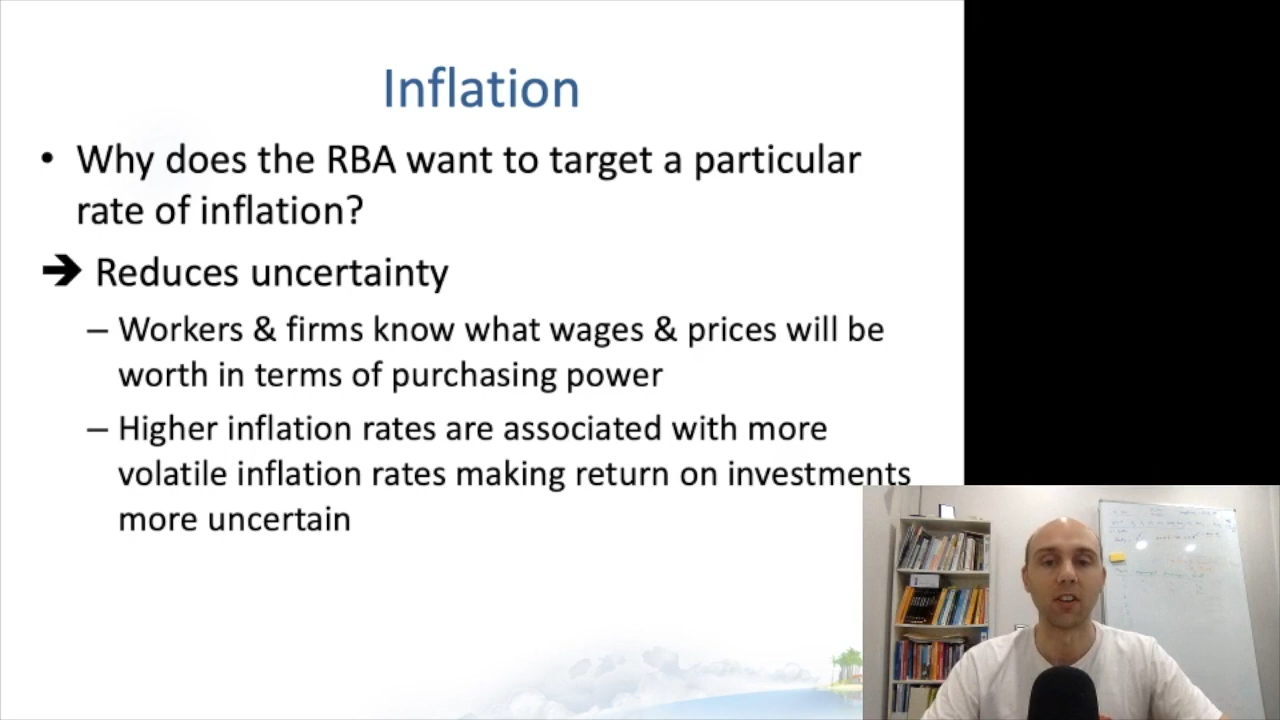 Inflation
• Why does the RBA want to target a particular
rate of inflation?
➔ Reduces uncertainty
– Workers & firms know what wages & prices will be
worth in terms of purchasing power
– Higher inflation rates are associated with more
volatile inflation rates making return on investments
more uncertain